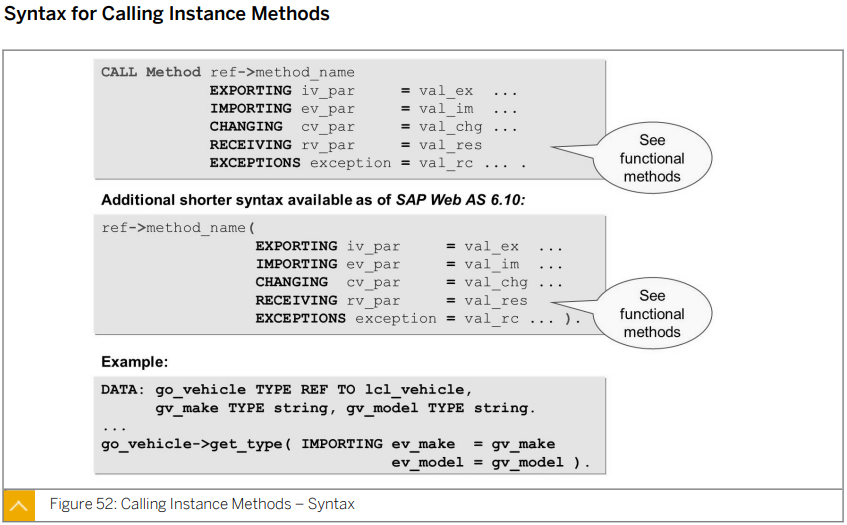 Syntax for Calling Instance Methods
CALL Method ref->method_name
EXPORTING iv_par = val_ex ...
IMPORTING ev_par = val_im ...
CHANGING cv_par = val_chg ...
RECEIVING rv_par = val_res
EXCEPTIONS exception = val_rc ... .
See
functional
methods
Additional shorter syntax available as of SAP Web AS 6.10:
ref->method_name(
EXPORTING iv_par = val_ex ...
IMPORTING ev_par = val_im ...
CHANGING cv_par = val_chg ...
RECEIVING rv_par = val_res
EXCEPTIONS exception = val_rc ... ).
See
functional
methods
Example:
DATA: go_vehicle TYPE REF TO lcl_vehicle,
gv_make TYPE string, gv_model TYPE string.
...
go_vehicle->get_type( IMPORTING ev_make = gv_make
ev_model = gv_model ).
Figure 52: Calling Instance Methods – Syntax